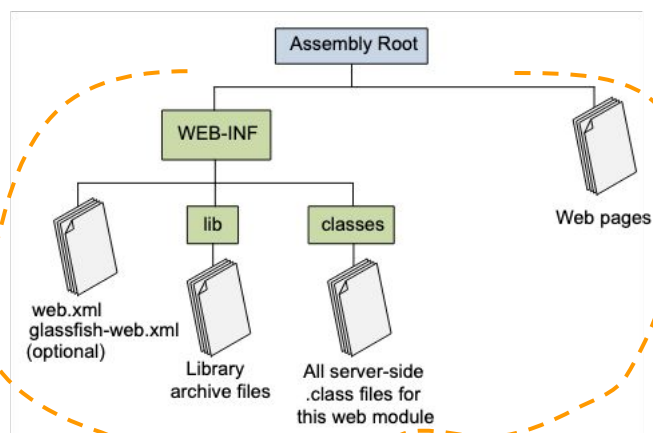 Assembly Root
WEB-INF
Web pages
lib
classes
web.xml
glassfish-web.xml
(optional)
Library
archive files
All server-side
.class files for
this web module